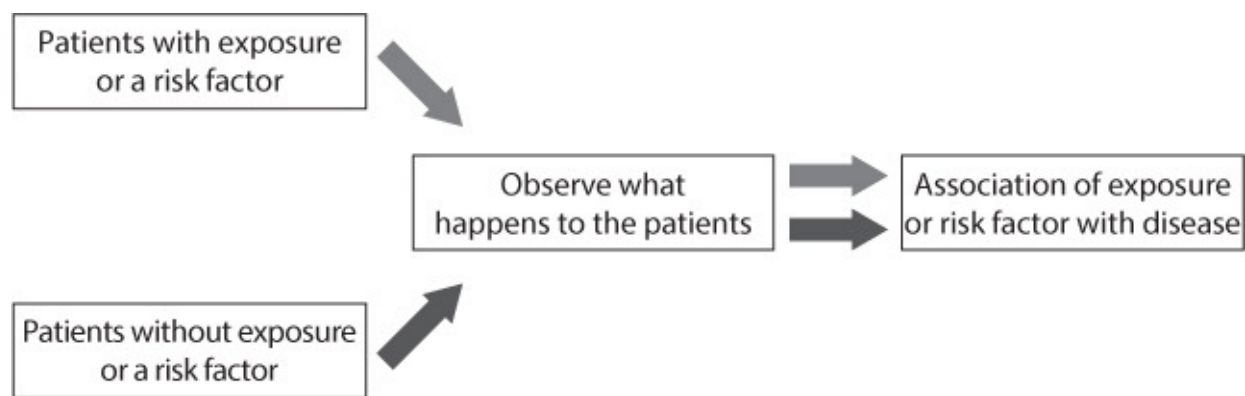 Patients with exposure
or a risk factor
Observe what
happens to the patients
Association of exposure
or risk factor with disease
Patients without exposure
or a risk factor